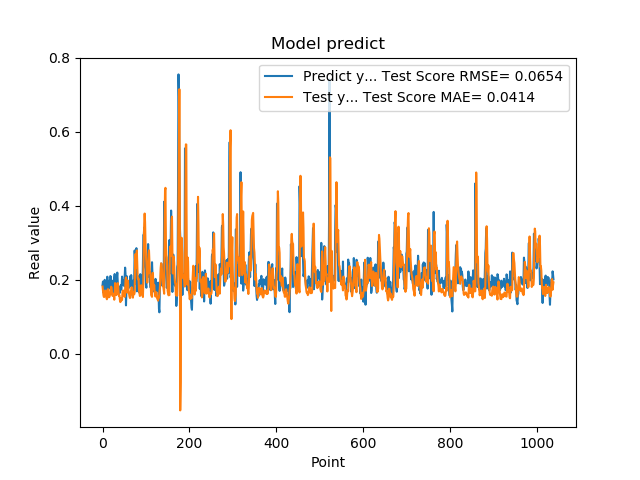 Model predict
Predict y... Test Score RMSE= 0.0654
Test y... Test Score MAE= 0.0414
0.8
0.6
0.4
0.2
0.0
Real value
0 200 400 600 800 1000
Point